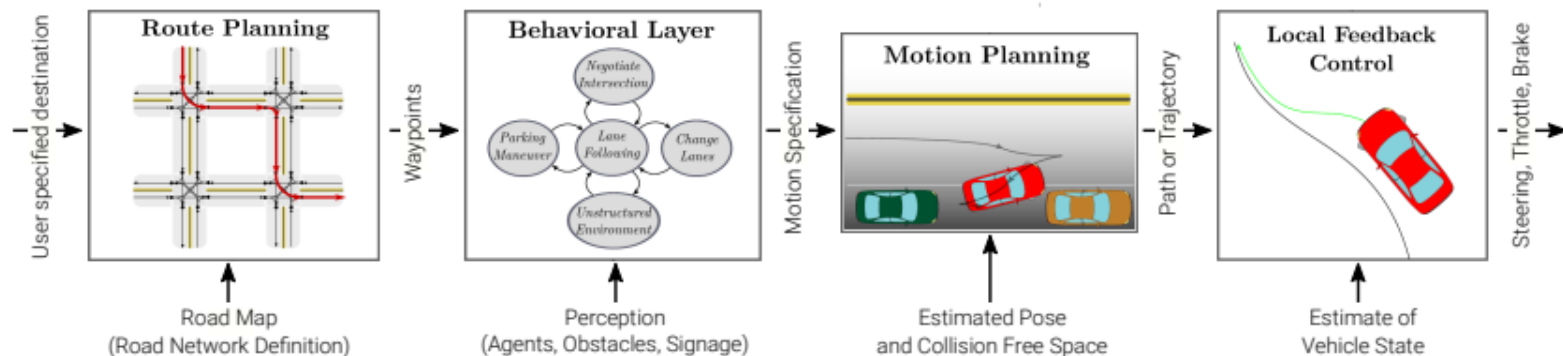 User specified destination
Route Planning
Road Map
(Road Network Definition)
Waypoints
Behavioral Layer
Negotiate
Intersection
Parking
Maneuver
Lane
Following
Change
Lanes
Unstructured
Environment
Perception
(Agents, Obstacles, Signage)
Motion Specification
Motion Planning
Estimated Pose
and Collision Free Space
Path or Trajectory
Local Feedback
Control
Estimate of
Vehicle State
Steering, Throttle, Brake